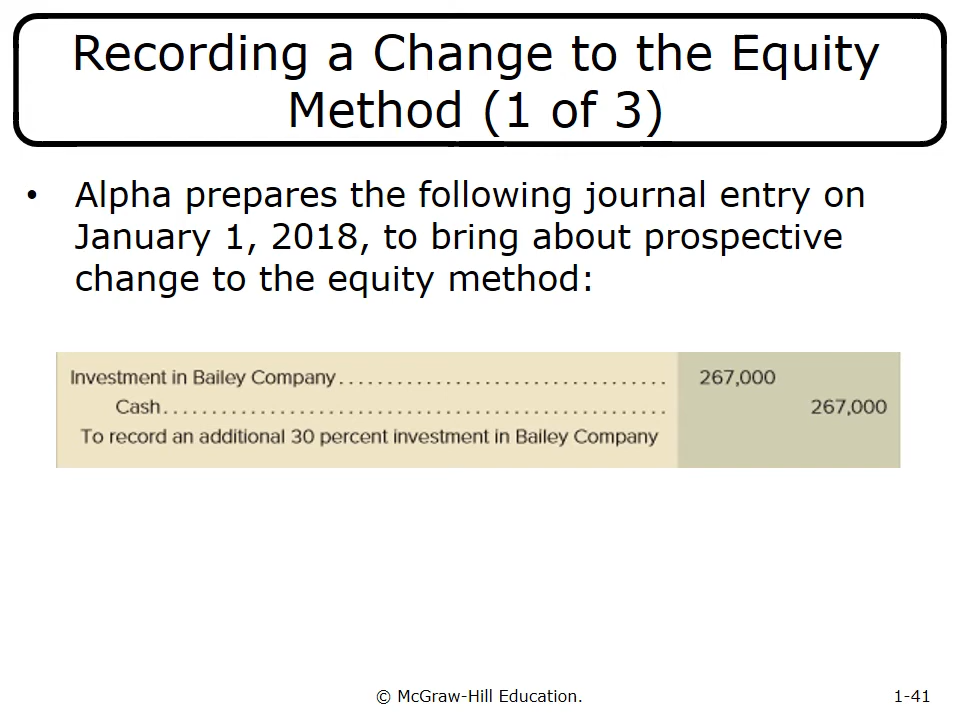 Recording a Change to the Equity
Method (1 of 3)
• Alpha prepares the following journal entry on
January 1, 2018, to bring about prospective
change to the equity method:
Investment in Bailey Company.................................. 267,000
Cash.................................................... 267,000
To record an additional 30 percent investment in Bailey Company
© McGraw-Hill Education. 1-41